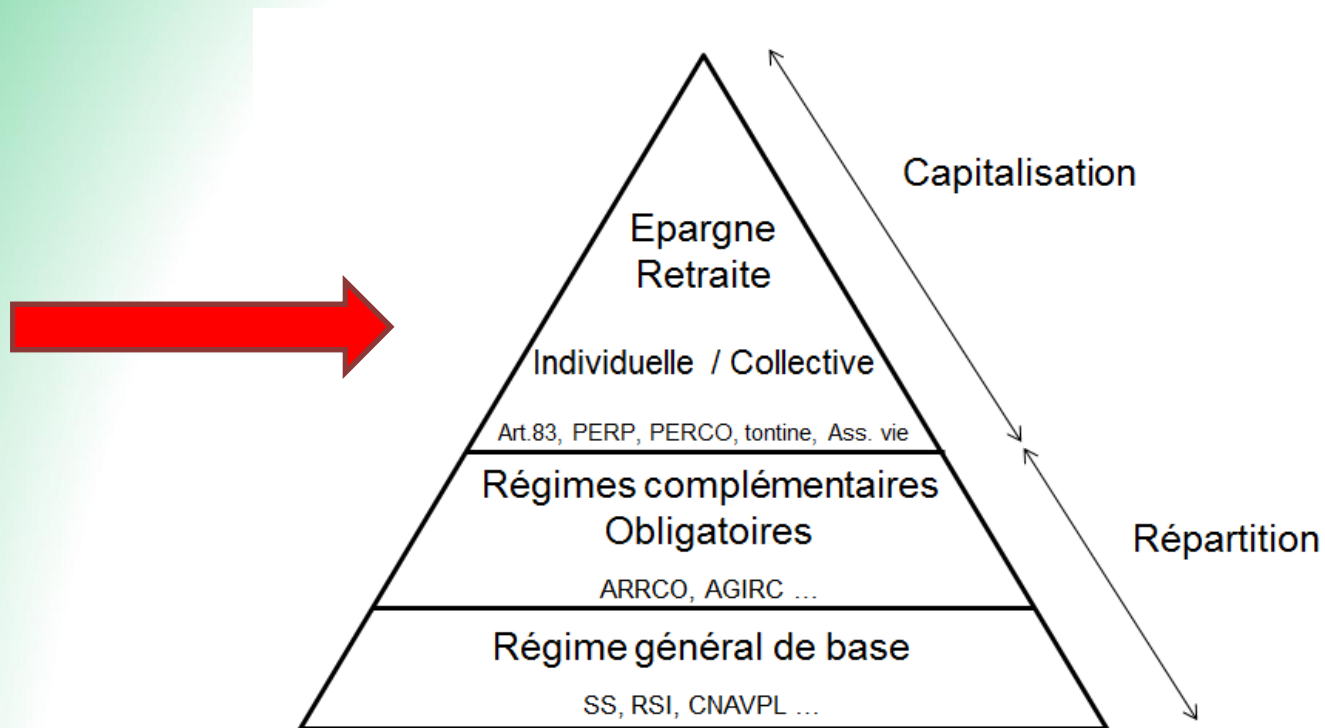 Capitalisation
Epargne
Retraite
Individuelle / Collective
Art.83, PERP, PERCO, tontine, Ass. vie
Régimes complémentaires
Obligatoires
Répartition
ARRCO, AGIRC ...
Régime général de base
SS, RSI, CNAVPL ...